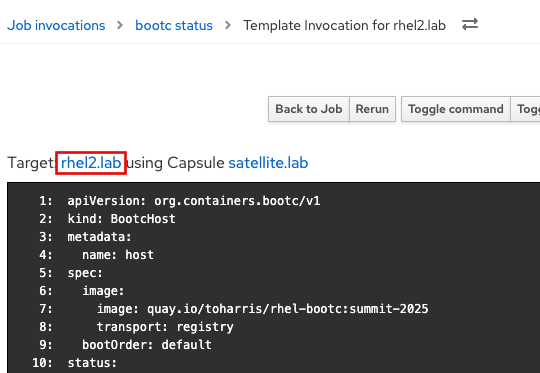 Job invocations > bootc status > Template Invocation for rhel2.lab
Back to Job Rerun Toggle command Togg
Target: rhel2.lab using Capsule satellite.lab
1: apiVersion: org.containers.bootc/v1
2: kind: BootcHost
3: metadata:
4:   name: host
5: spec:
6:   image:
7:     image: quay.io/toharris/rhel-bootc:summit-2025
8:     transport: registry
9:   bootOrder: default
10: status: